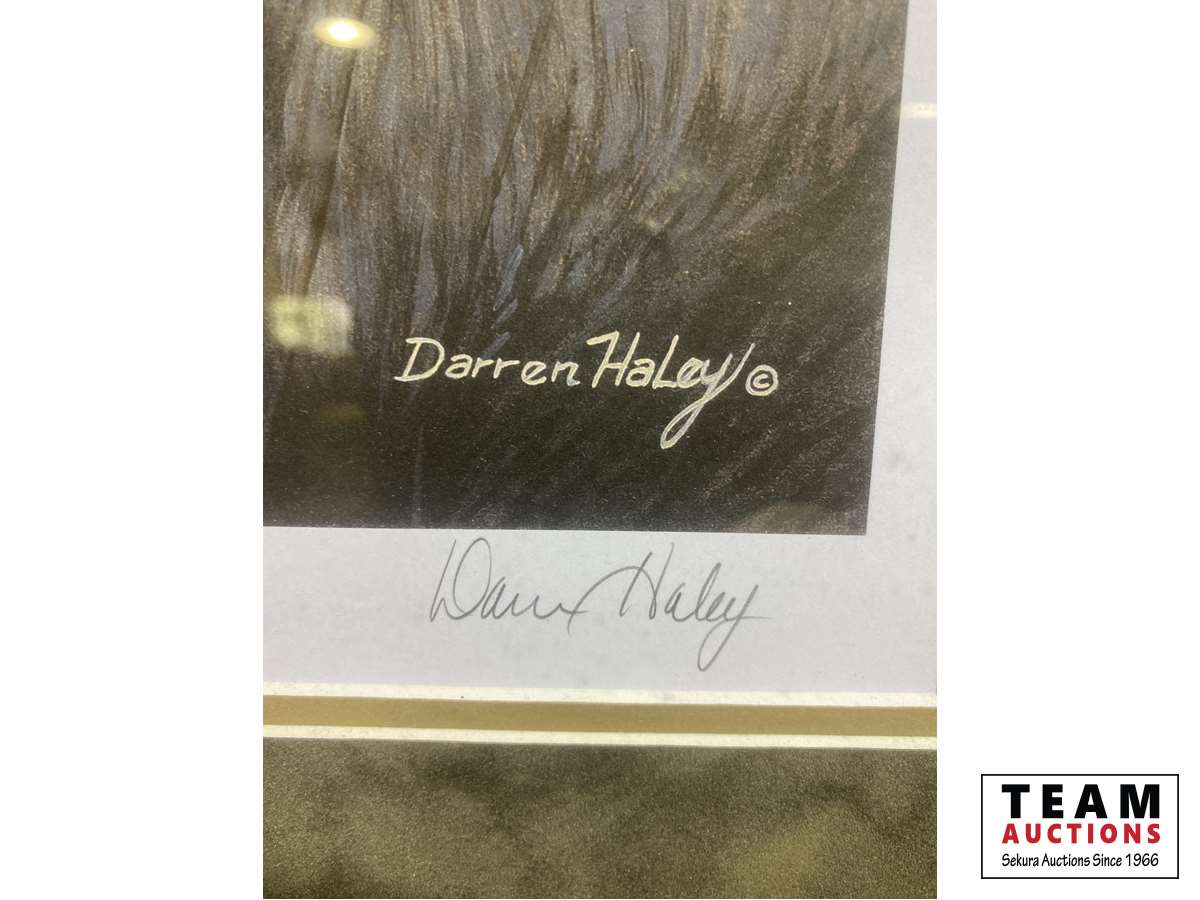 Darren HaLey ©
Darren Haley
TEAM
AUCTIONS
Sekura Auctions Since 1966